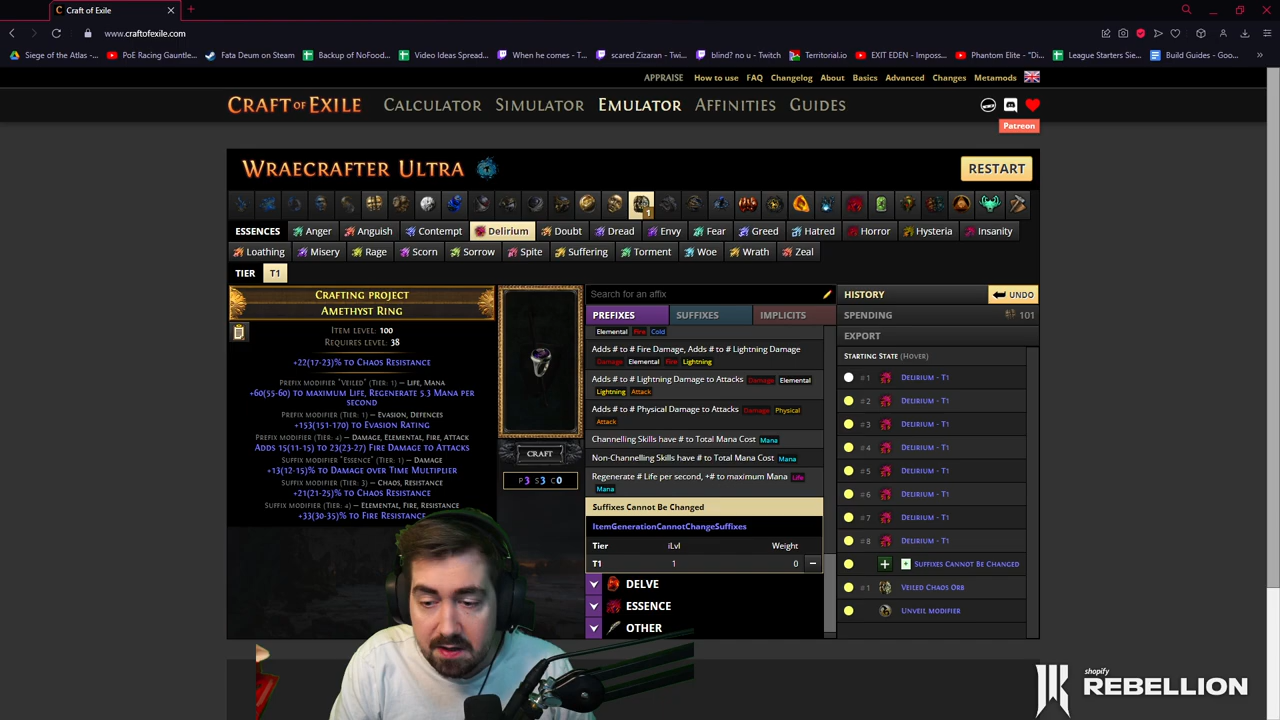 Craft of Exile
www.craftofexile.com
Siege of the Atlas -... PoE Racing Gauntle... Fata Deum on Steam Backup of NoFood... Video Ideas Spread... When he comes - T... scared Zizaran - Twi... blind? no u - Twitch Territorial.io EXIT EDEN - Imposs... Phantom Elite - "Di... League Starters Sie... Build Guides - Goo...
APPRAISE How to use FAQ Changelog About Basics Advanced Changes Metamods
CRAFT OF EXILE CALCULATOR SIMULATOR EMULATOR AFFINITIES GUIDES
Patreon
WRAECRAFTER ULTRA RESTART
1
ESSENCES Anger Anguish Contempt Delirium Doubt Dread Envy Fear Greed Hatred Horror Hysteria Insanity
Loathing Misery Rage Scorn Sorrow Spite Suffering Torment Woe Wrath Zeal
TIER T1
CRAFTING PROJECT
AMETHYST RING
ITEM LEVEL: 100
REQUIRES LEVEL: 38
+22(17-23)% TO CHAOS RESISTANCE
PREFIX MODIFIER "VEILED" (TIER: 1) — LIFE, MANA
+60(55-60) TO MAXIMUM LIFE, REGENERATE 5.3 MANA PER
SECOND
PREFIX MODIFIER (TIER: 1) — EVASION, DEFENCES
+153(151-170) TO EVASION RATING
PREFIX MODIFIER (TIER: 4) — DAMAGE, ELEMENTAL, FIRE, ATTACK
ADDS 15(11-15) TO 23(23-27) FIRE DAMAGE TO ATTACKS
SUFFIX MODIFIER "ESSENCE" (TIER: 1) — DAMAGE
+13(12-15)% TO DAMAGE OVER TIME MULTIPLIER
SUFFIX MODIFIER (TIER: 3) — CHAOS, RESISTANCE
+21(21-25)% TO CHAOS RESISTANCE
SUFFIX MODIFIER (TIER: 4) — ELEMENTAL, FIRE, RESISTANCE
+33(30-35)% TO FIRE RESISTANCE
CRAFT
P3 S3 C0
Search for an affix
PREFIXES SUFFIXES IMPLICITS
Elemental Fire Cold
Adds # to # Fire Damage, Adds # to # Lightning Damage
Damage Elemental Fire Lightning
Adds # to # Lightning Damage to Attacks Damage Elemental
Lightning Attack
Adds # to # Physical Damage to Attacks Damage Physical
Attack
Channelling Skills have # to Total Mana Cost Mana
Non-Channelling Skills have # to Total Mana Cost Mana
Regenerate # Life per second, +# to maximum Mana Life
Mana
Suffixes Cannot Be Changed
ItemGenerationCannotChangeSuffixes
Tier iLvl Weight
T1 1 0
DELVE
ESSENCE
OTHER
HISTORY UNDO
SPENDING 101
EXPORT
STARTING STATE (HOVER)
#1 DELIRIUM - T1
#2 DELIRIUM - T1
#3 DELIRIUM - T1
#4 DELIRIUM - T1
#5 DELIRIUM - T1
#6 DELIRIUM - T1
#7 DELIRIUM - T1
#8 DELIRIUM - T1
SUFFIXES CANNOT BE CHANGED
#1 VEILED CHAOS ORB
UNVEIL MODIFIER
shopify
REBELLION